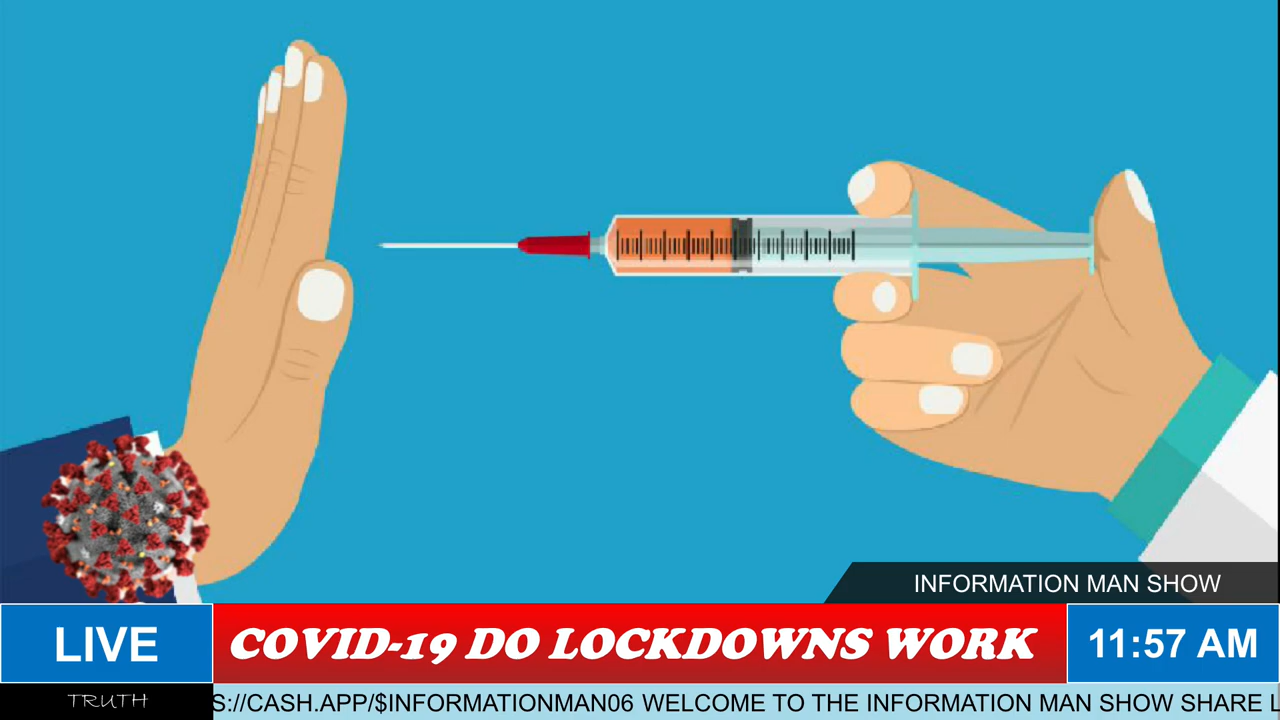 INFORMATION MAN SHOW
LIVE
COVID-19 DO LOCKDOWNS WORK
11:57 AM
TRUTH
S://CASH.APP/$INFORMATIONMAN06 WELCOME TO THE INFORMATION MAN SHOW SHARE L